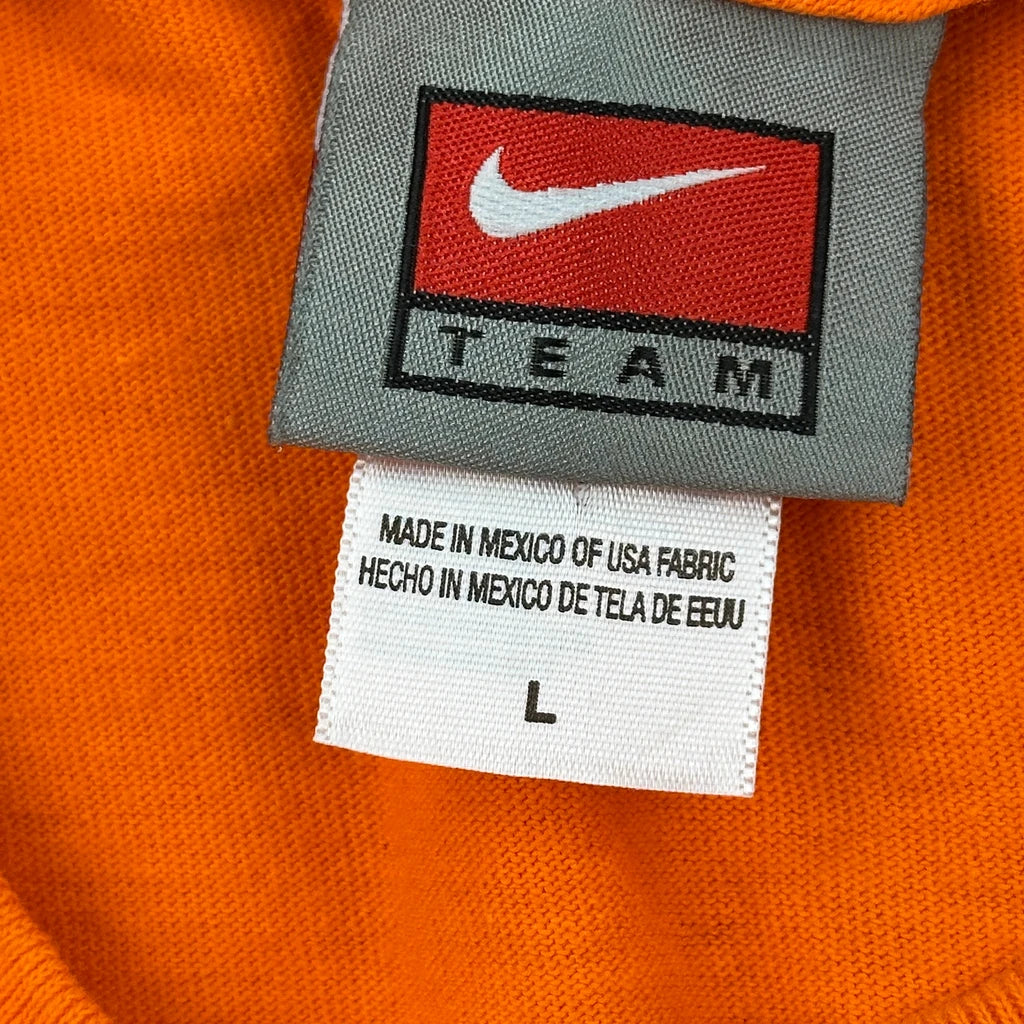 TEAM
MADE IN MEXICO OF USA FABRIC
HECHO IN MEXICO DE TELA DE EEUU
L